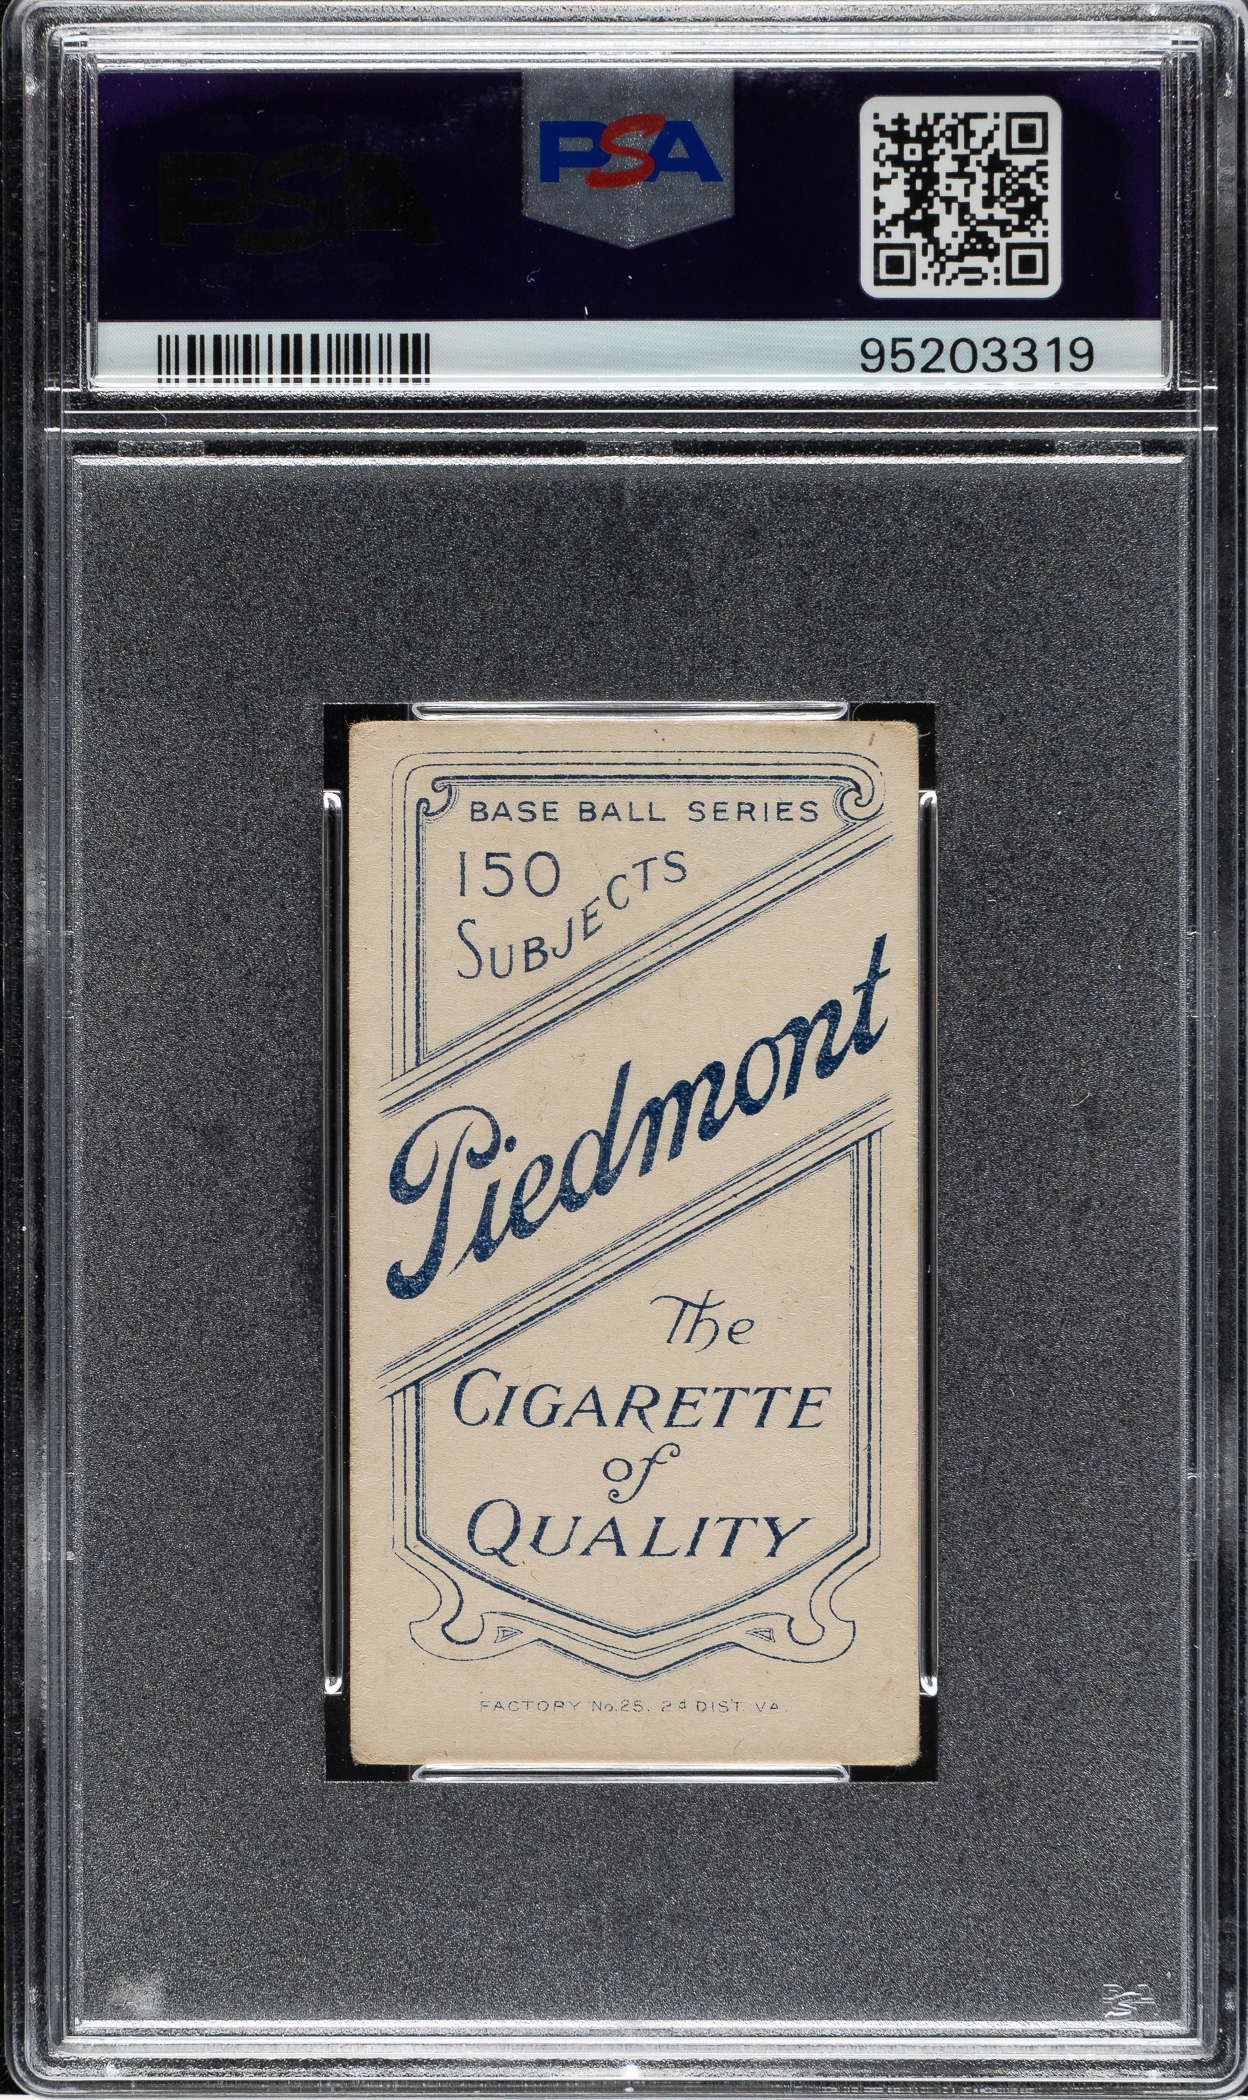 PSA
PSA
95203319
BASE BALL SERIES
150
SUBJECTS
Piedmont
The
CIGARETTE
of
QUALITY
FACTORY No. 25, 2d DIST. VA.